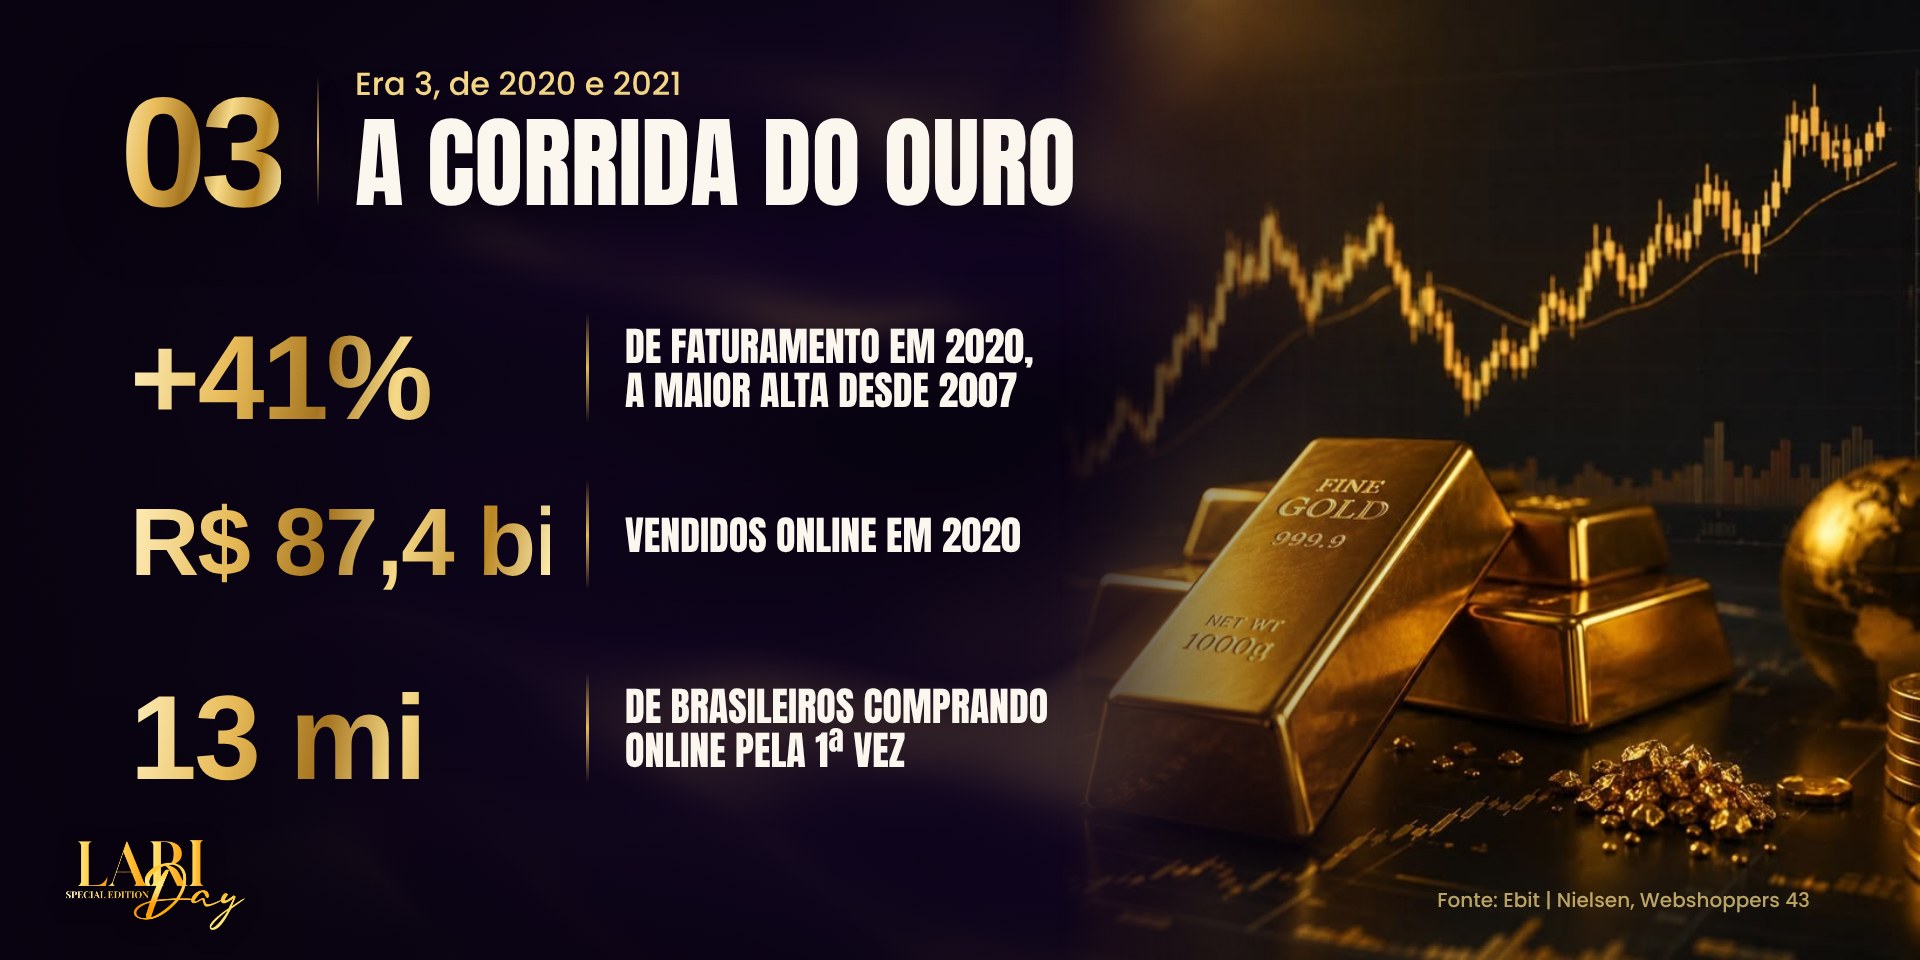 03
Era 3, de 2020 e 2021
A CORRIDA DO OURO
+41%
DE FATURAMENTO EM 2020,
A MAIOR ALTA DESDE 2007
R$ 87,4 bi
VENDIDOS ONLINE EM 2020
13 mi
DE BRASILEIROS COMPRANDO
ONLINE PELA 1ª VEZ
FINE
GOLD
999.9
NET WT
1000g
LABI
SPECIAL EDITION
Day
Fonte: Ebit | Nielsen, Webshoppers 43